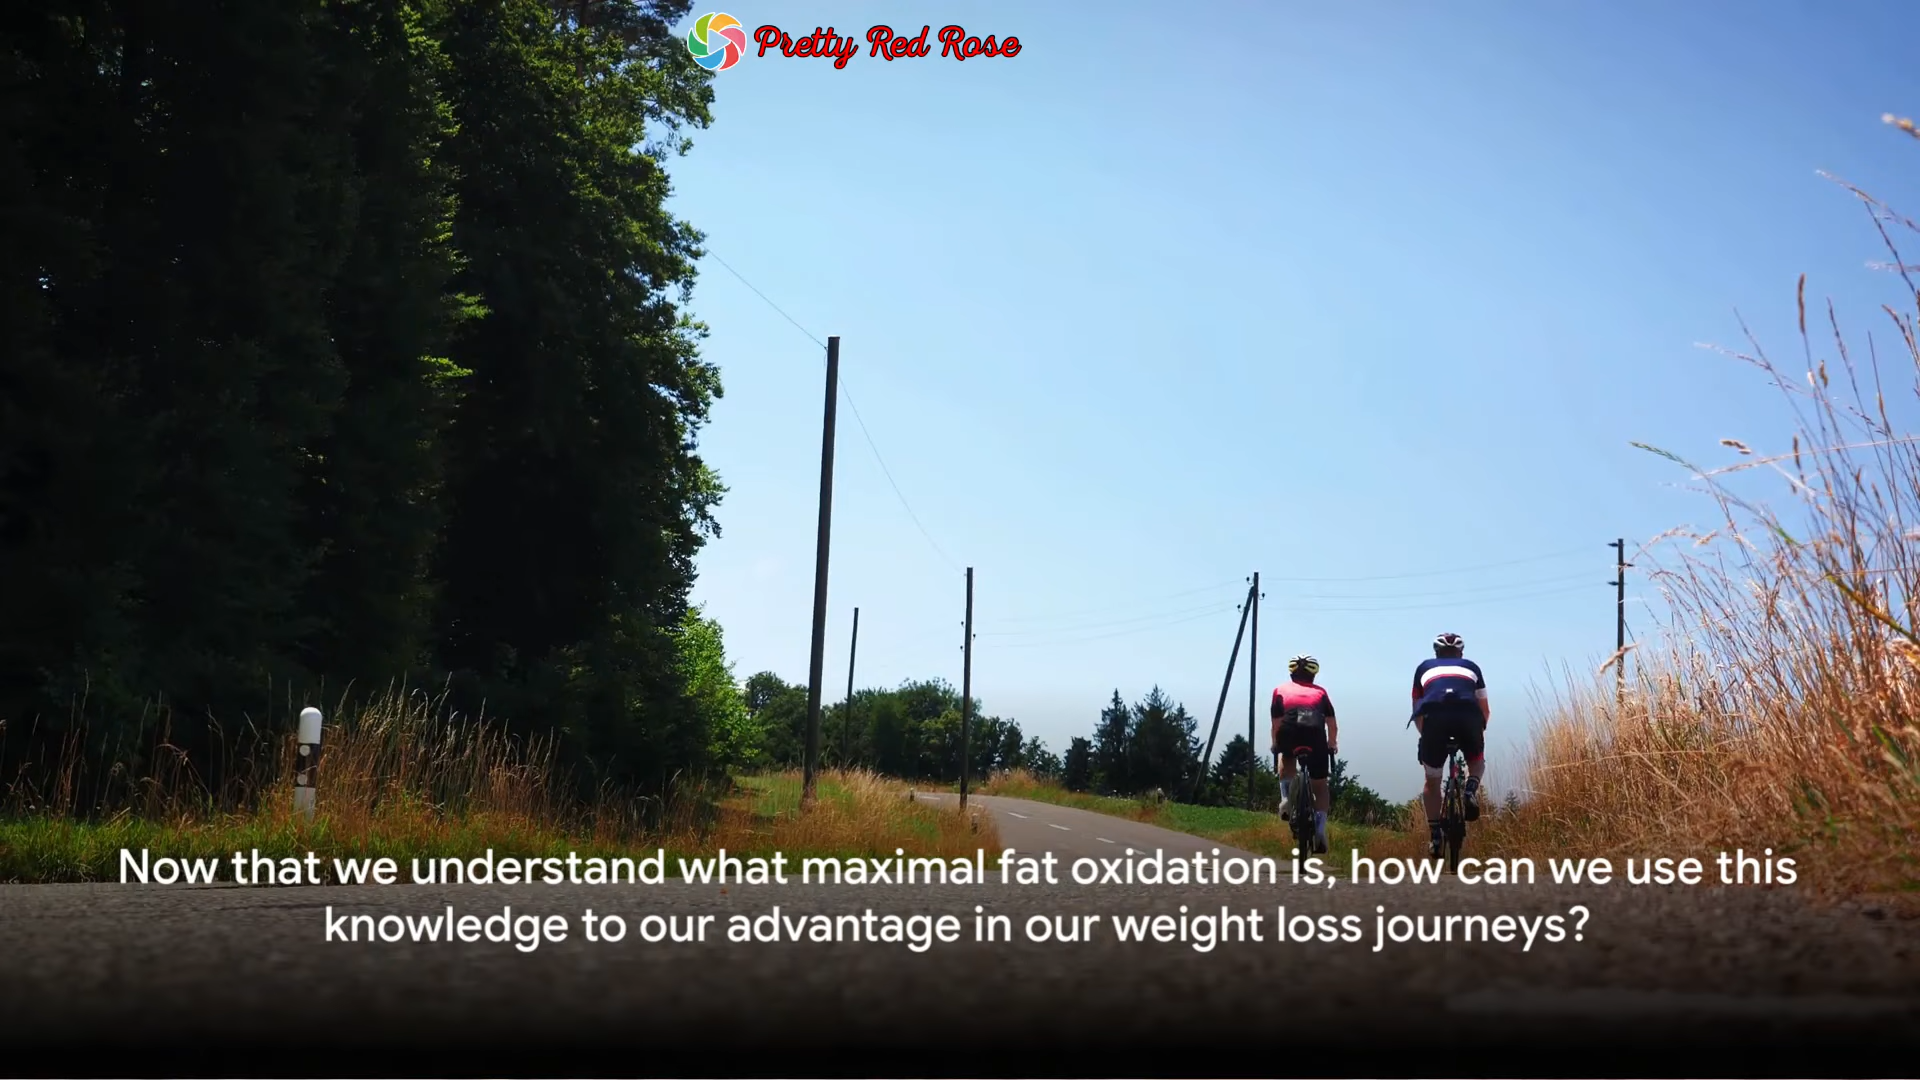 Pretty Red Rose
Now that we understand what maximal fat oxidation is, how can we use this
knowledge to our advantage in our weight loss journeys?